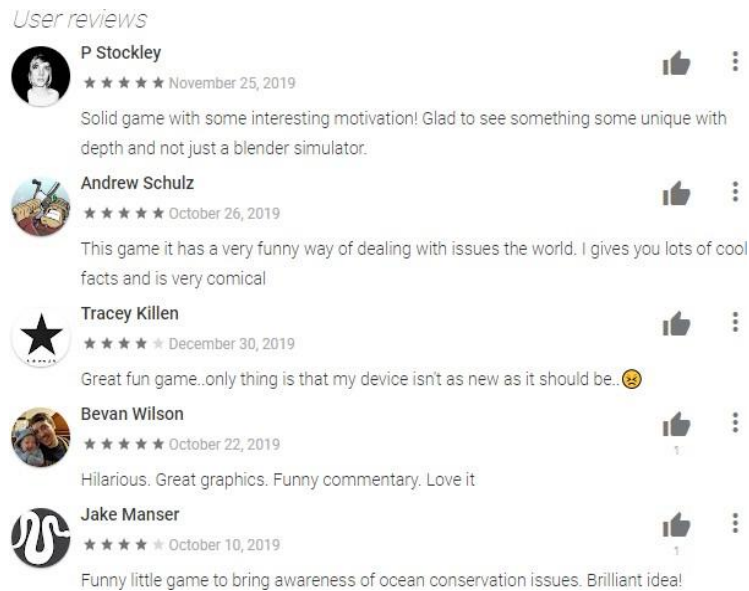 User reviews
P Stockley
November 25, 2019
Solid game with some interesting motivation! Glad to see something some unique with
depth and not just a blender simulator.
Andrew Schulz
October 26, 2019
This game it has a very funny way of dealing with issues the world. I gives you lots of cool
facts and is very comical
Tracey Killen
December 30, 2019
Great fun game..only thing is that my device isn't as new as it should be..😣
Bevan Wilson
October 22, 2019
1
Hilarious. Great graphics. Funny commentary. Love it
Jake Manser
October 10, 2019
1
Funny little game to bring awareness of ocean conservation issues. Brilliant idea!